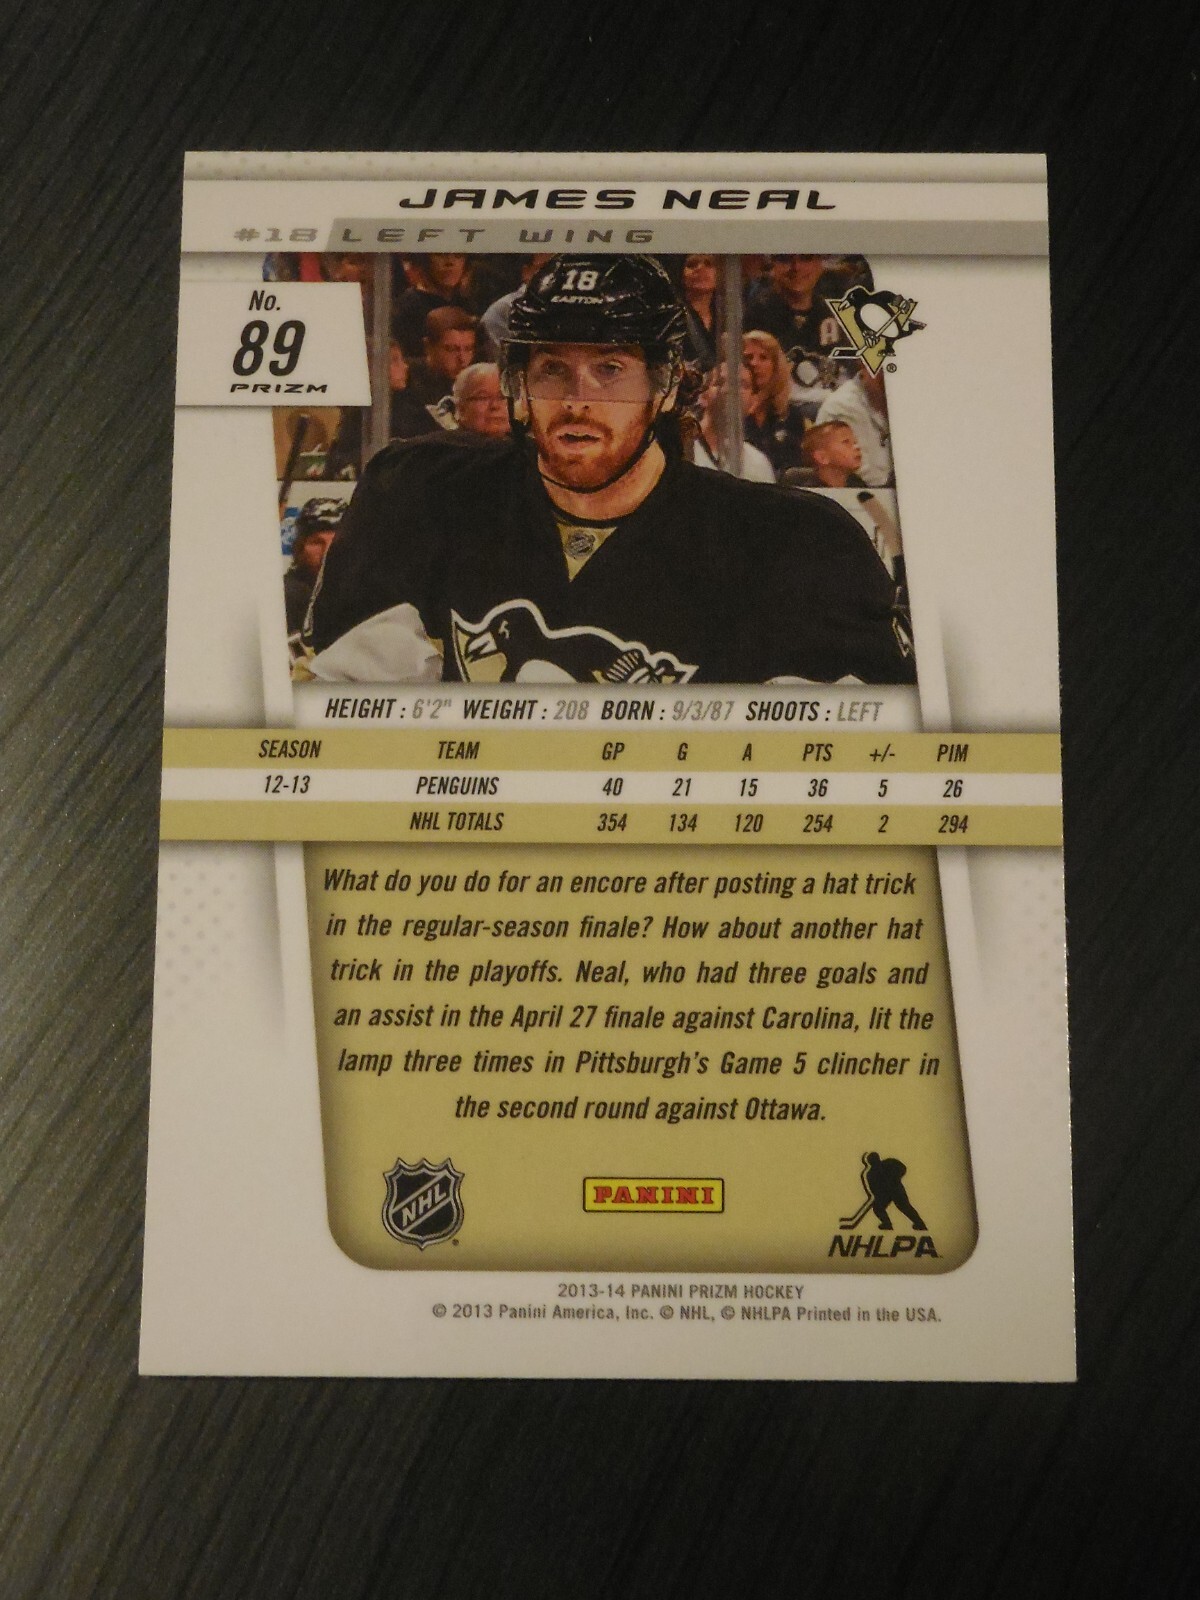 JAMES NEAL
#18 LEFT WING
No.
89
PRIZM
18
EASTON
HEIGHT : 6'2" WEIGHT : 208 BORN : 9/3/87 SHOOTS : LEFT
SEASON TEAM GP G A PTS +/- PIM
12-13 PENGUINS 40 21 15 36 5 26
NHL TOTALS 354 134 120 254 2 294
What do you do for an encore after posting a hat trick
in the regular-season finale? How about another hat
trick in the playoffs. Neal, who had three goals and
an assist in the April 27 finale against Carolina, lit the
lamp three times in Pittsburgh's Game 5 clincher in
the second round against Ottawa.
NHL
PANINI
NHLPA
2013-14 PANINI PRIZM HOCKEY
© 2013 Panini America, Inc. © NHL, © NHLPA Printed in the USA.